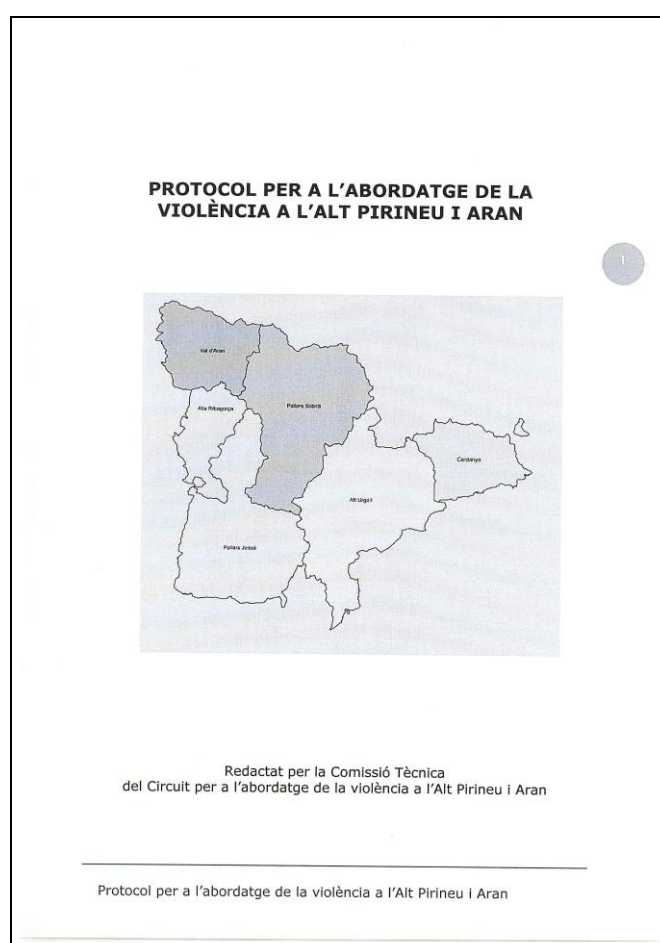 PROTOCOL PER A L'ABORDATGE DE LA
VIOLÈNCIA A L'ALT PIRINEU I ARAN
1
Val d'Aran
Alta Ribagorça
Pallars Sobirà
Cerdanya
Alt Urgell
Pallars Jussà
Redactat per la Comissió Tècnica
del Circuit per a l'abordatge de la violència a l'Alt Pirineu i Aran
Protocol per a l'abordatge de la violència a l'Alt Pirineu i Aran